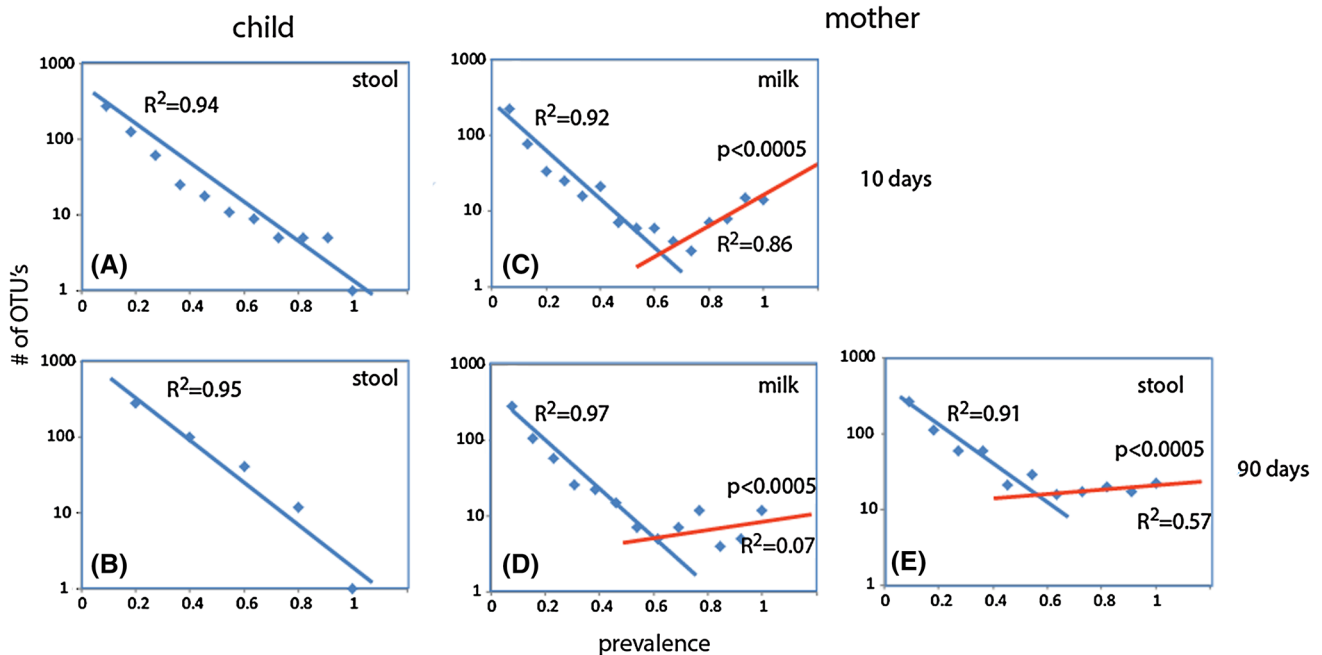 child
mother
# of OTU's
1000
100
10
1
0 0.2 0.4 0.6 0.8 1
stool
R²=0.94
(A)
1000
100
10
1
0 0.2 0.4 0.6 0.8 1
milk
R²=0.92
p<0.0005
R²=0.86
(C)
10 days
1000
100
10
1
0 0.2 0.4 0.6 0.8 1
stool
R²=0.95
(B)
1000
100
10
1
0 0.2 0.4 0.6 0.8 1
milk
R²=0.97
p<0.0005
R²=0.07
(D)
1000
100
10
1
0 0.2 0.4 0.6 0.8 1
stool
R²=0.91
p<0.0005
R²=0.57
(E)
90 days
prevalence